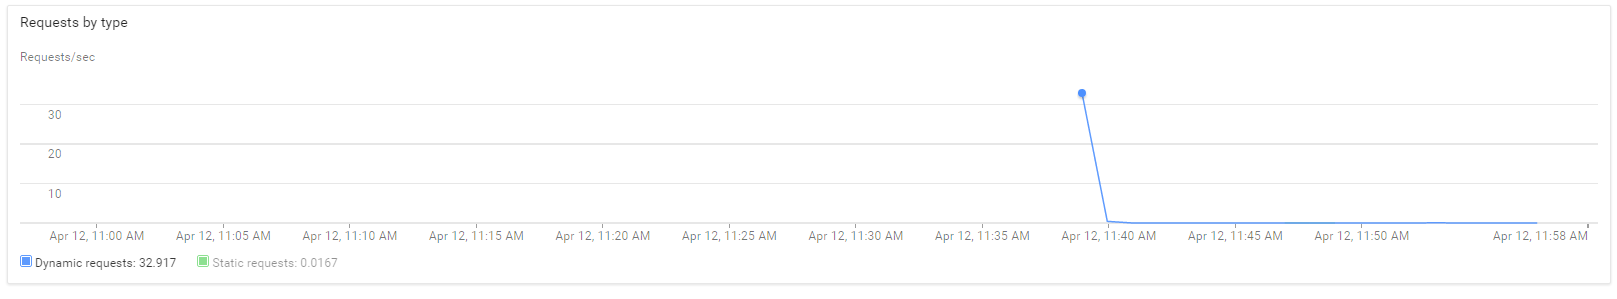 Requests by type
Requests/sec
30
20
10
Apr 12, 11:00 AM Apr 12, 11:05 AM Apr 12, 11:10 AM Apr 12, 11:15 AM Apr 12, 11:20 AM Apr 12, 11:25 AM Apr 12, 11:30 AM Apr 12, 11:35 AM Apr 12, 11:40 AM Apr 12, 11:45 AM Apr 12, 11:50 AM Apr 12, 11:58 AM
Dynamic requests: 32.917 Static requests: 0.0167